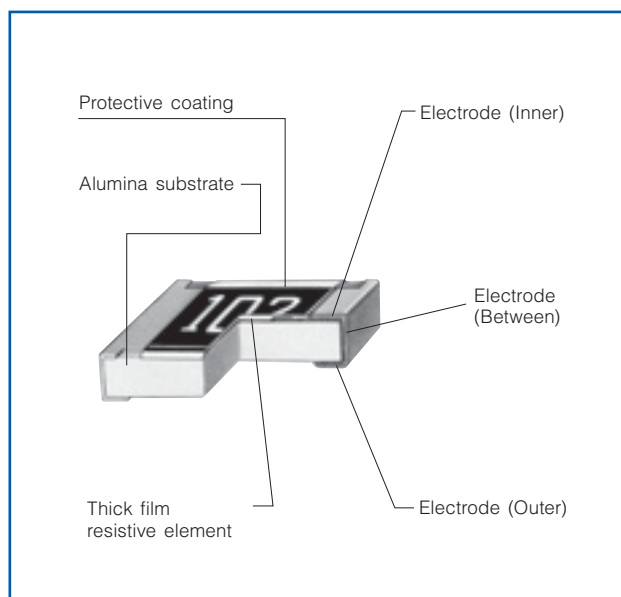 Protective coating
Electrode (Inner)
Alumina substrate
102
Electrode
(Between)
Thick film
resistive element
Electrode (Outer)